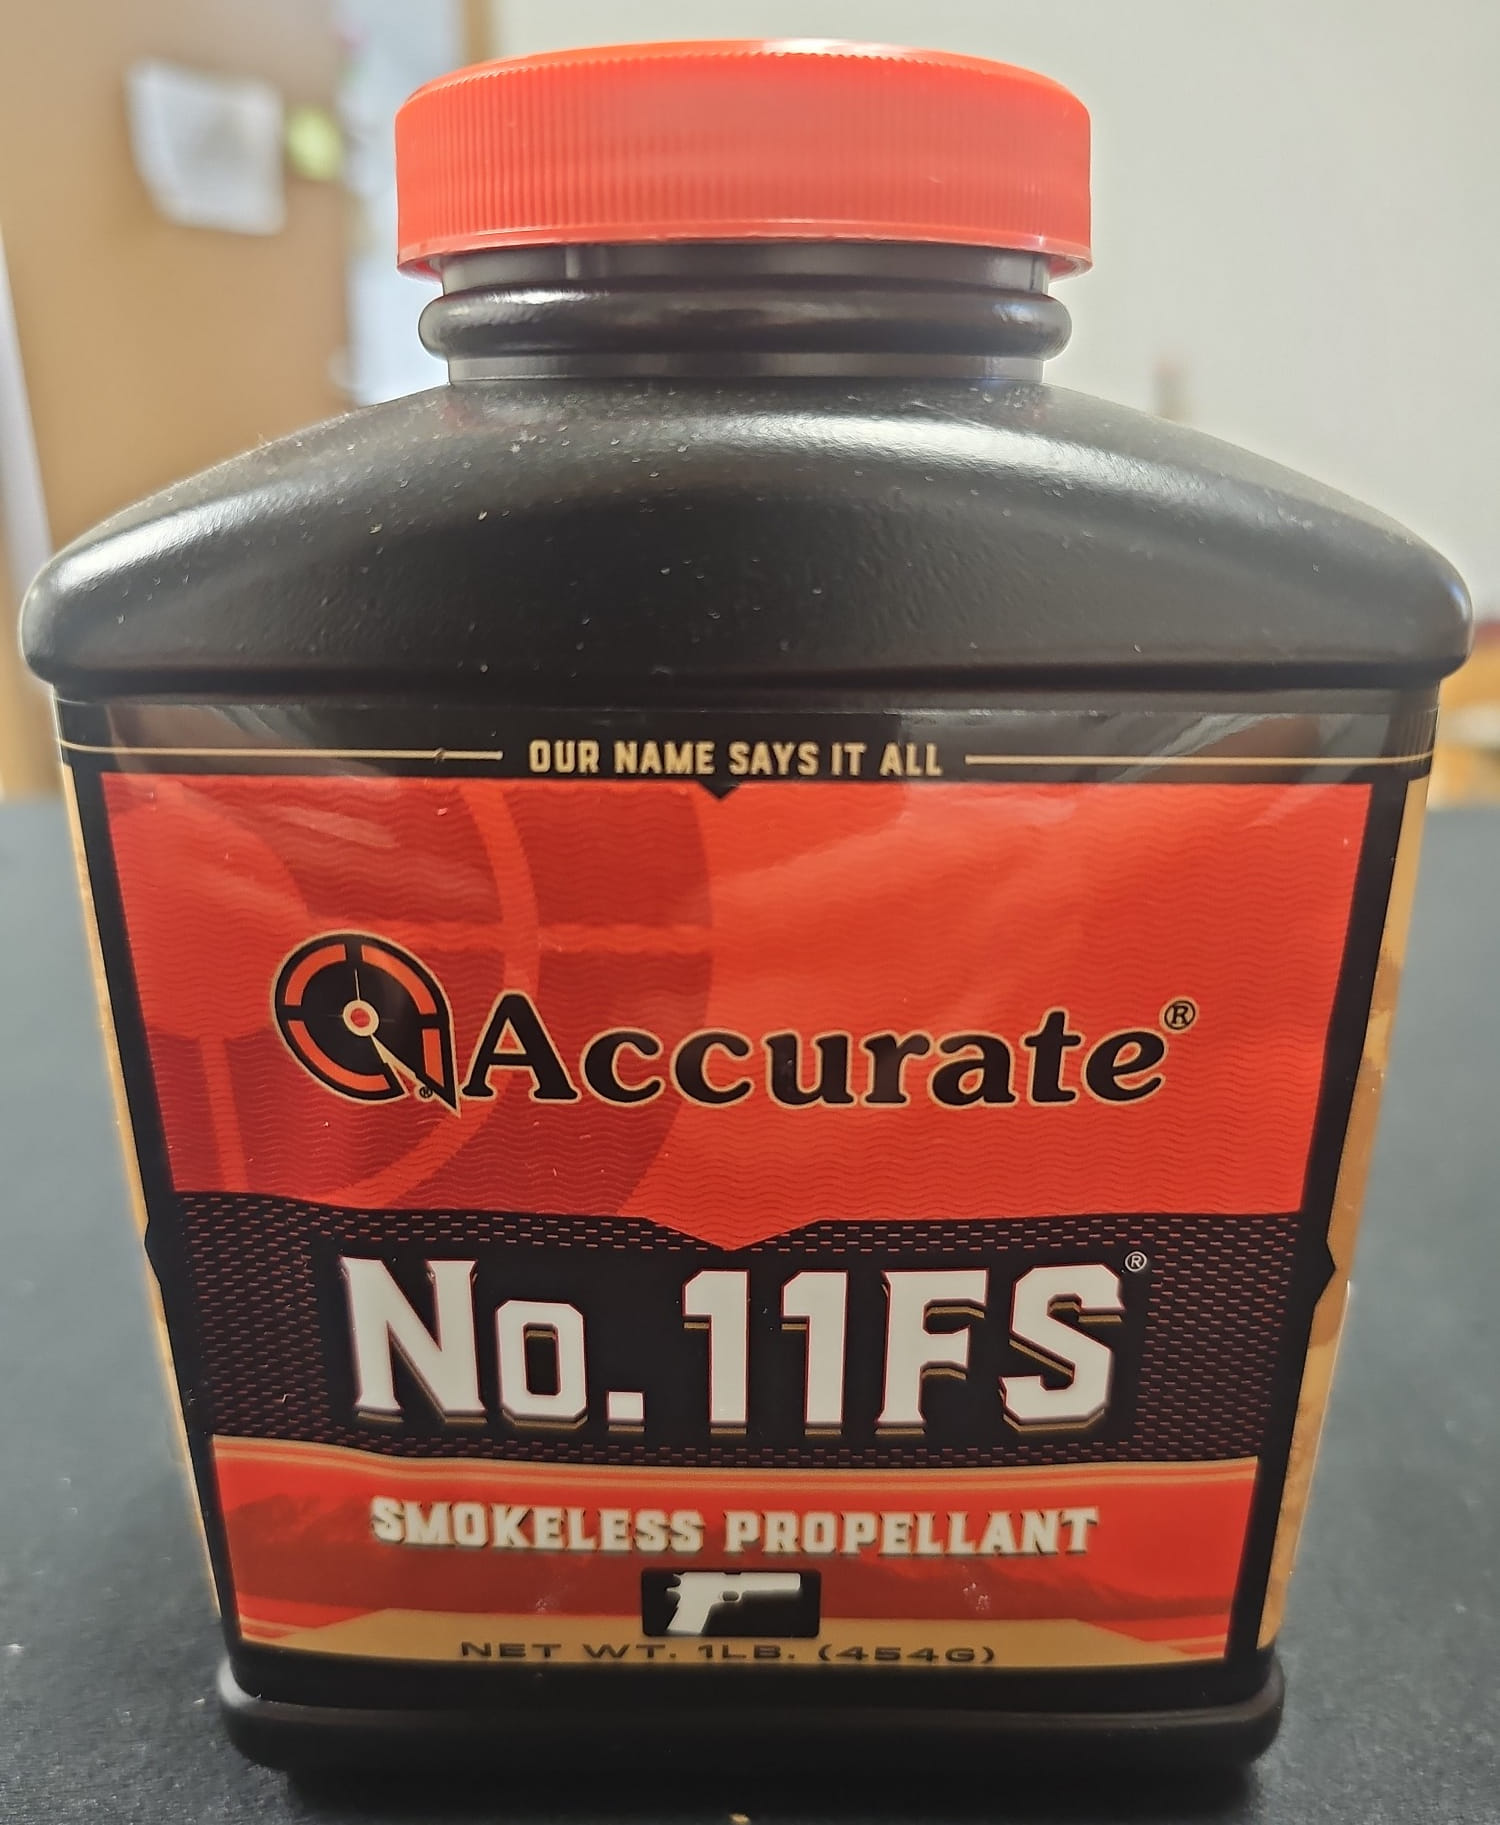 OUR NAME SAYS IT ALL
Accurate®
No. 11FS®
SMOKELESS PROPELLANT
NET WT. 1LB. (454G)